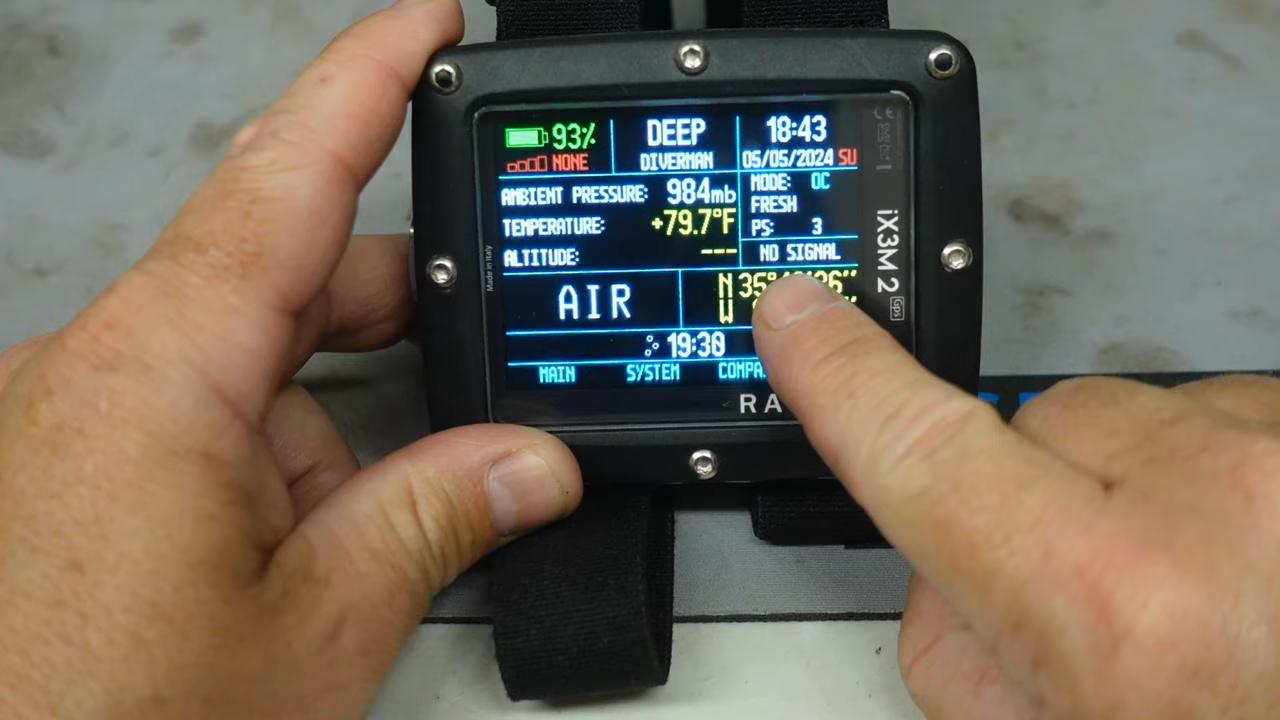 93%
NONE
DEEP
DIVERMAN
18:43
05/05/2024 SU
AMBIENT PRESSURE: 984mb
TEMPERATURE: +79.7°F
ALTITUDE: ---
MODE: OC
FRESH
PS: 3
NO SIGNAL
AIR
N 35°
W
19:30
MAIN SYSTEM
iX3M 2 Gps
Made in Italy